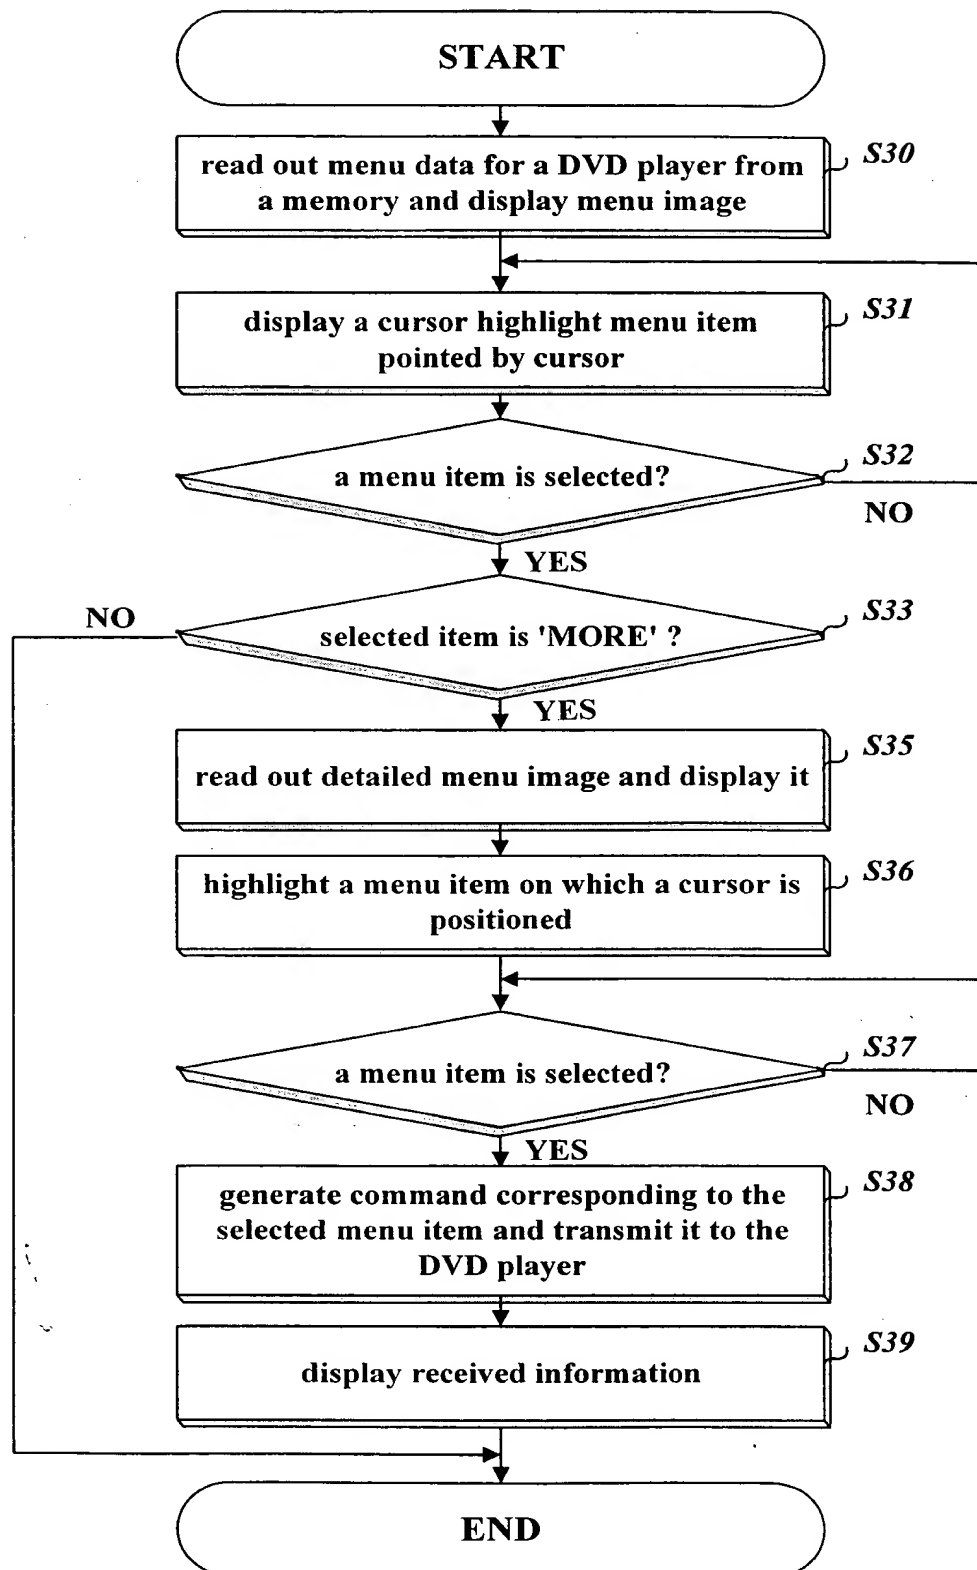 START
S30
read out menu data for a DVD player from
a memory and display menu image
S31
display a cursor highlight menu item
pointed by cursor
S32
a menu item is selected?
NO
YES
S33
NO
selected item is 'MORE' ?
YES
S35
read out detailed menu image and display it
S36
highlight a menu item on which a cursor is
positioned
S37
a menu item is selected?
NO
YES
S38
generate command corresponding to the
selected menu item and transmit it to the
DVD player
S39
display received information
END